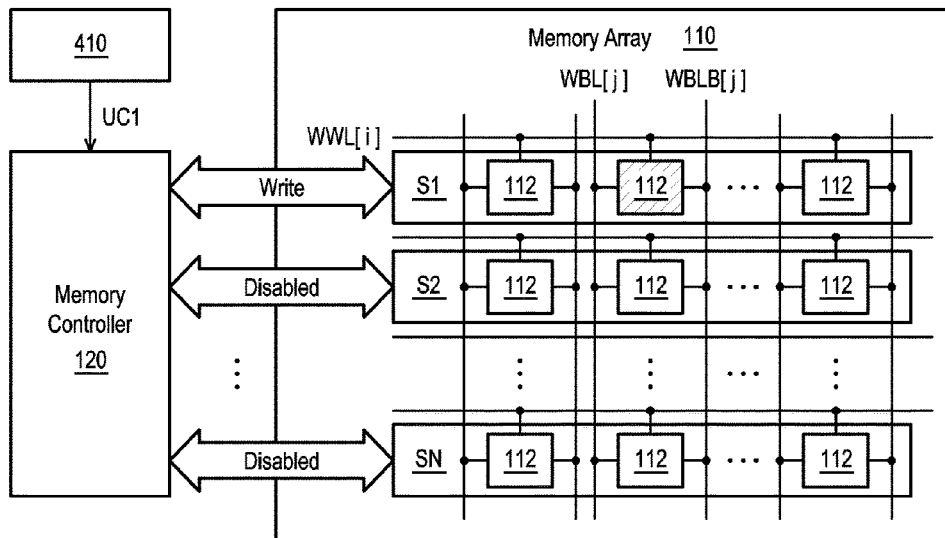 410
Memory Array 110
WBL[j] WBLB[j]
UC1
WWL[i]
Write S1 112 112 ... 112
Disabled S2 112 112 ... 112
Memory
Controller
120
Disabled SN 112 112 ... 112